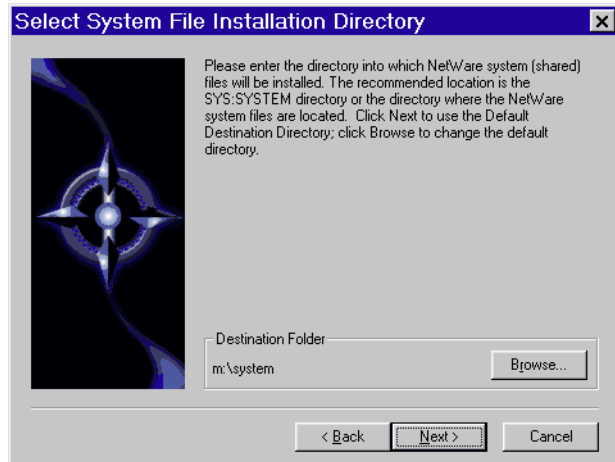 Select System File Installation Directory
Please enter the directory into which NetWare system (shared)
files will be installed. The recommended location is the
SYS:SYSTEM directory or the directory where the NetWare
system files are located.  Click Next to use the Default
Destination Directory; click Browse to change the default
directory.
Destination Folder
m:\system
Browse...
< Back
Next >
Cancel